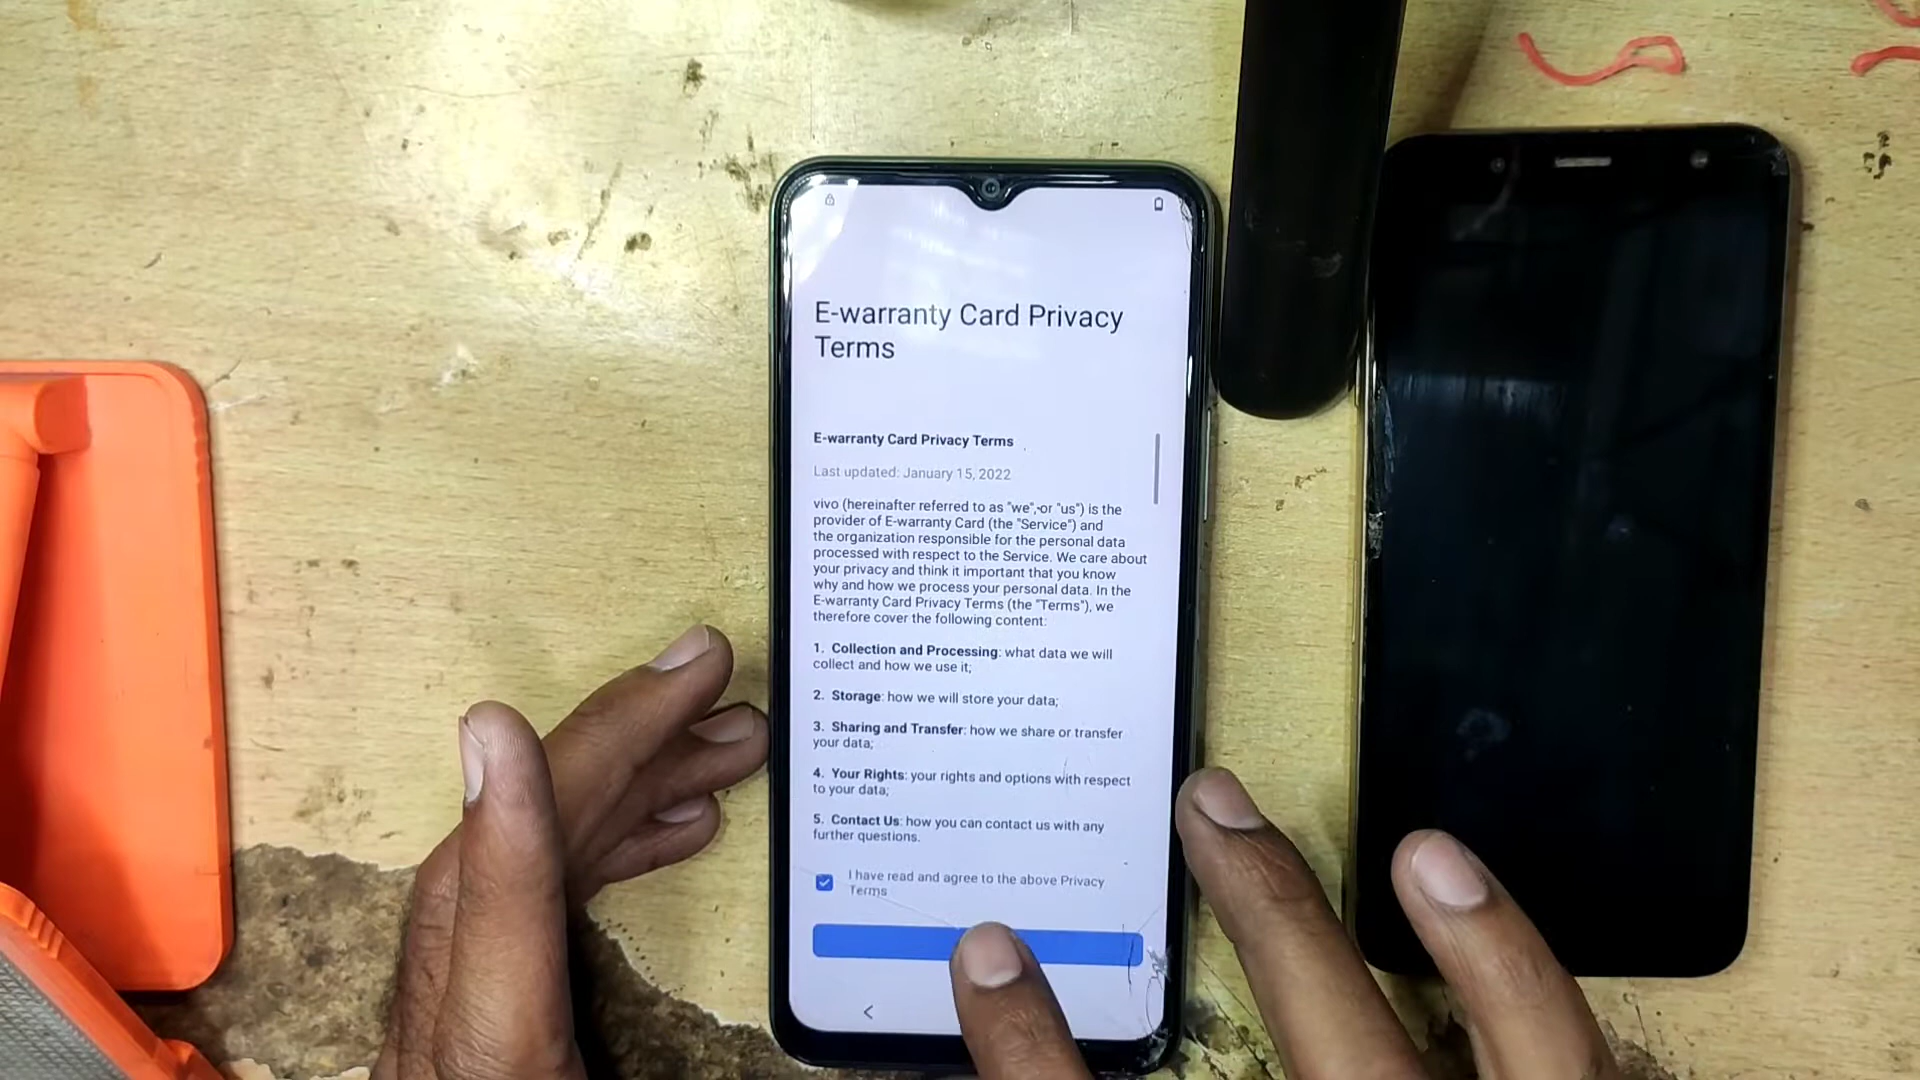 E-warranty Card Privacy
Terms
E-warranty Card Privacy Terms
Last updated: January 15, 2022
vivo (hereinafter referred to as "we", or "us") is the
provider of E-warranty Card (the "Service") and
the organization responsible for the personal data
processed with respect to the Service. We care about
your privacy and think it important that you know
why and how we process your personal data. In the
E-warranty Card Privacy Terms (the "Terms"), we
therefore cover the following content:
1. Collection and Processing: what data we will
collect and how we use it;
2. Storage: how we will store your data;
3. Sharing and Transfer: how we share or transfer
your data;
4. Your Rights: your rights and options with respect
to your data;
5. Contact Us: how you can contact us with any
further questions.
I have read and agree to the above Privacy
Terms